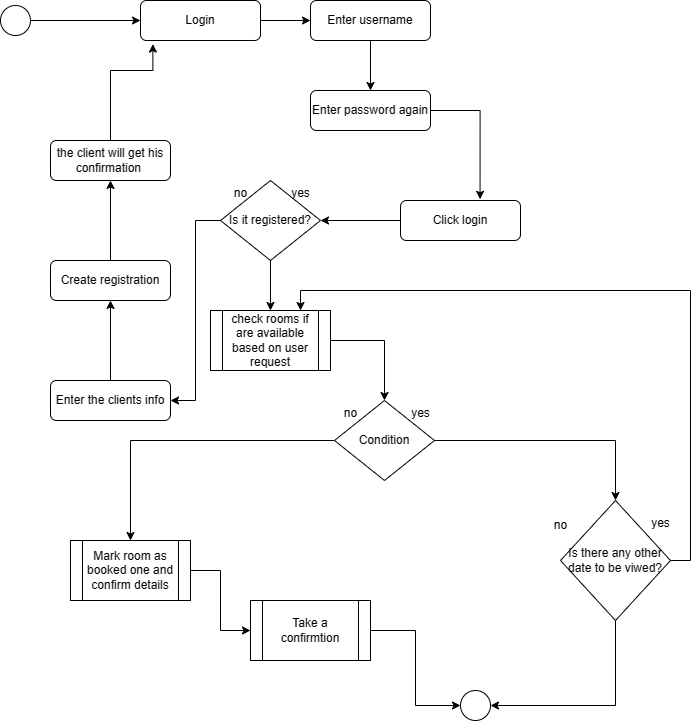 Login
Enter username
Enter password again
the client will get his
confirmation
no
yes
Is it registered?
Click login
Create registration
check rooms if
are available
based on user
request
Enter the clients info
no
yes
Condition
no
yes
Is there any other
date to be viwed?
Mark room as
booked one and
confirm details
Take a
confirmtion